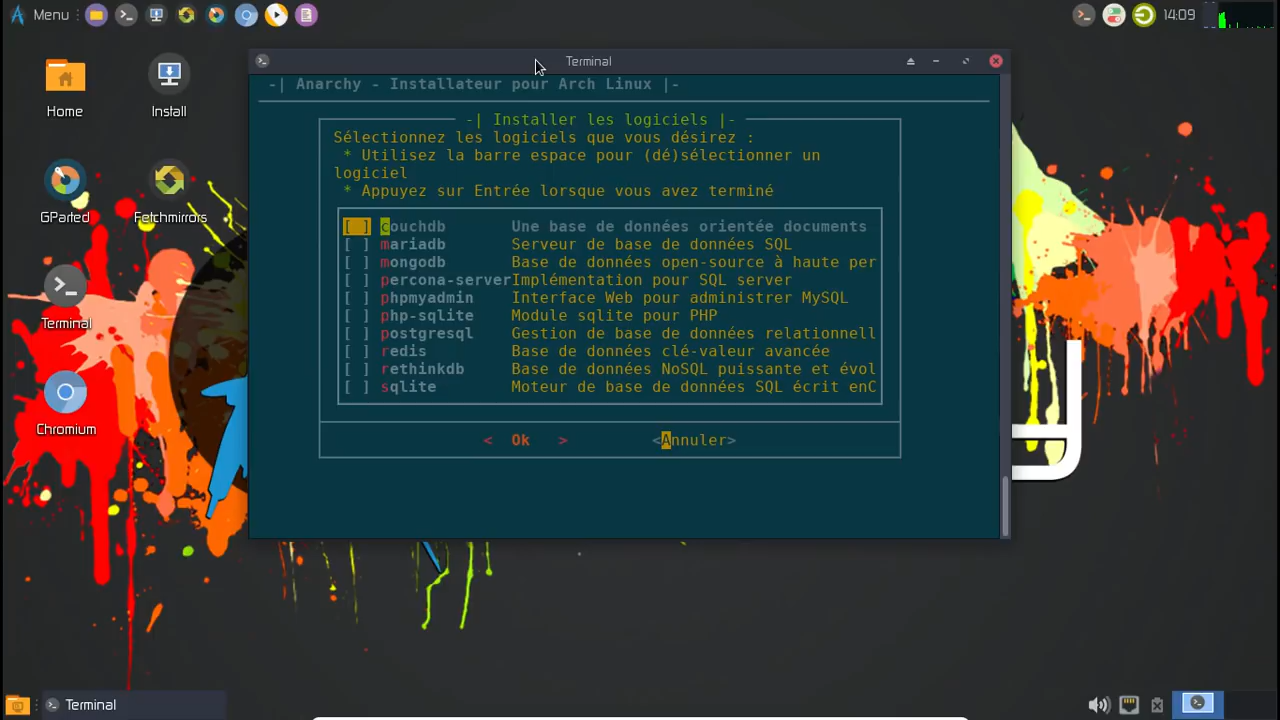 Menu
14:09
Home
Install
GParted
Fetchmirrors
Terminal
Chromium
Terminal
-| Anarchy - Installateur pour Arch Linux |-
-| Installer les logiciels |-
Sélectionnez les logiciels que vous désirez :
* Utilisez la barre espace pour (dé)sélectionner un
logiciel
* Appuyez sur Entrée lorsque vous avez terminé
[ ] couchdb Une base de données orientée documents
[ ] mariadb Serveur de base de données SQL
[ ] mongodb Base de données open-source à haute per
[ ] percona-serverImplémentation pour SQL server
[ ] phpmyadmin Interface Web pour administrer MySQL
[ ] php-sqlite Module sqlite pour PHP
[ ] postgresql Gestion de base de données relationnell
[ ] redis Base de données clé-valeur avancée
[ ] rethinkdb Base de données NoSQL puissante et évol
[ ] sqlite Moteur de base de données SQL écrit enC
< Ok > <Annuler>
Terminal